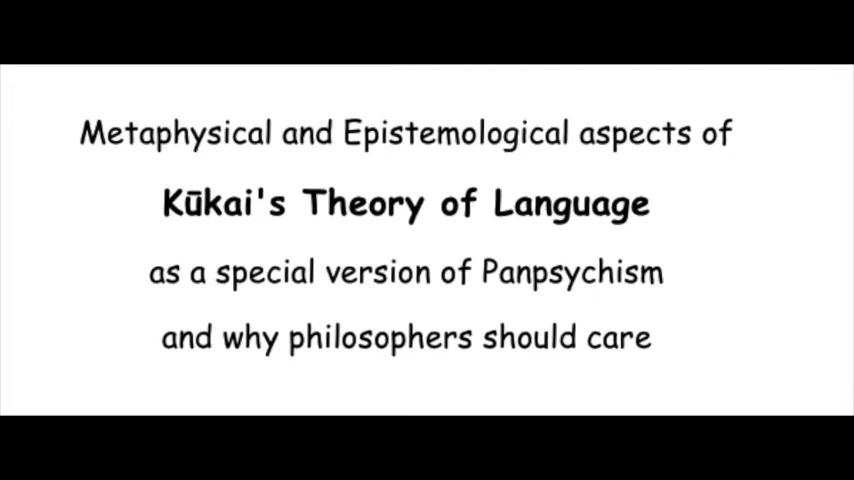 Metaphysical and Epistemological aspects of
Kūkai's Theory of Language
as a special version of Panpsychism
and why philosophers should care